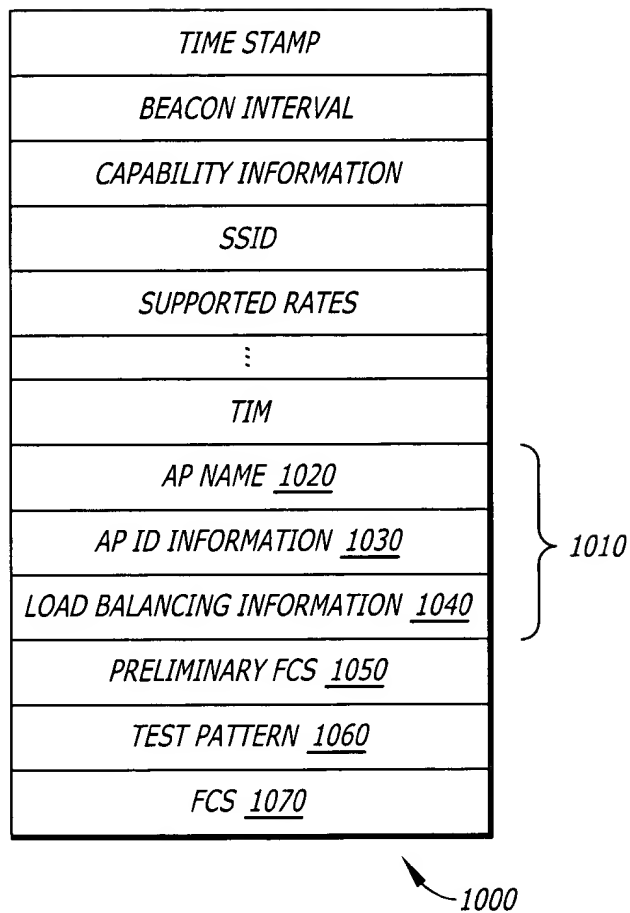 TIME STAMP
BEACON INTERVAL
CAPABILITY INFORMATION
SSID
SUPPORTED RATES
⋮
TIM
AP NAME 1020
AP ID INFORMATION 1030
1010
LOAD BALANCING INFORMATION 1040
PRELIMINARY FCS 1050
TEST PATTERN 1060
FCS 1070
1000